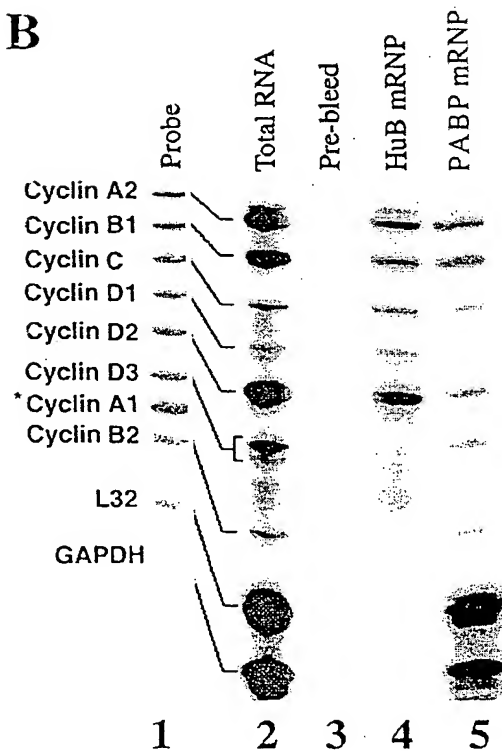 B
Probe
Total RNA
Pre-bleed
HuB mRNP
PABP mRNP
Cyclin A2
Cyclin B1
Cyclin C
Cyclin D1
Cyclin D2
Cyclin D3
*Cyclin A1
Cyclin B2
L32
GAPDH
1 2 3 4 5